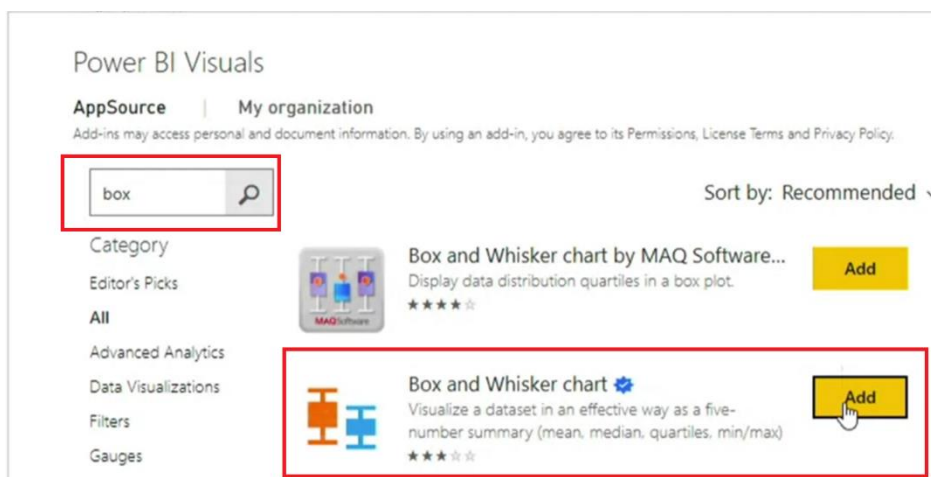 Power BI Visuals
AppSource | My organization
Add-ins may access personal and document information. By using an add-in, you agree to its Permissions, License Terms and Privacy Policy.
box
Sort by: Recommended
Category
Editor's Picks
All
Advanced Analytics
Data Visualizations
Filters
Gauges
Box and Whisker chart by MAQ Software...
Display data distribution quartiles in a box plot.
Add
MAQ Software
Box and Whisker chart
Visualize a dataset in an effective way as a five-
number summary (mean, median, quartiles, min/max)
Add